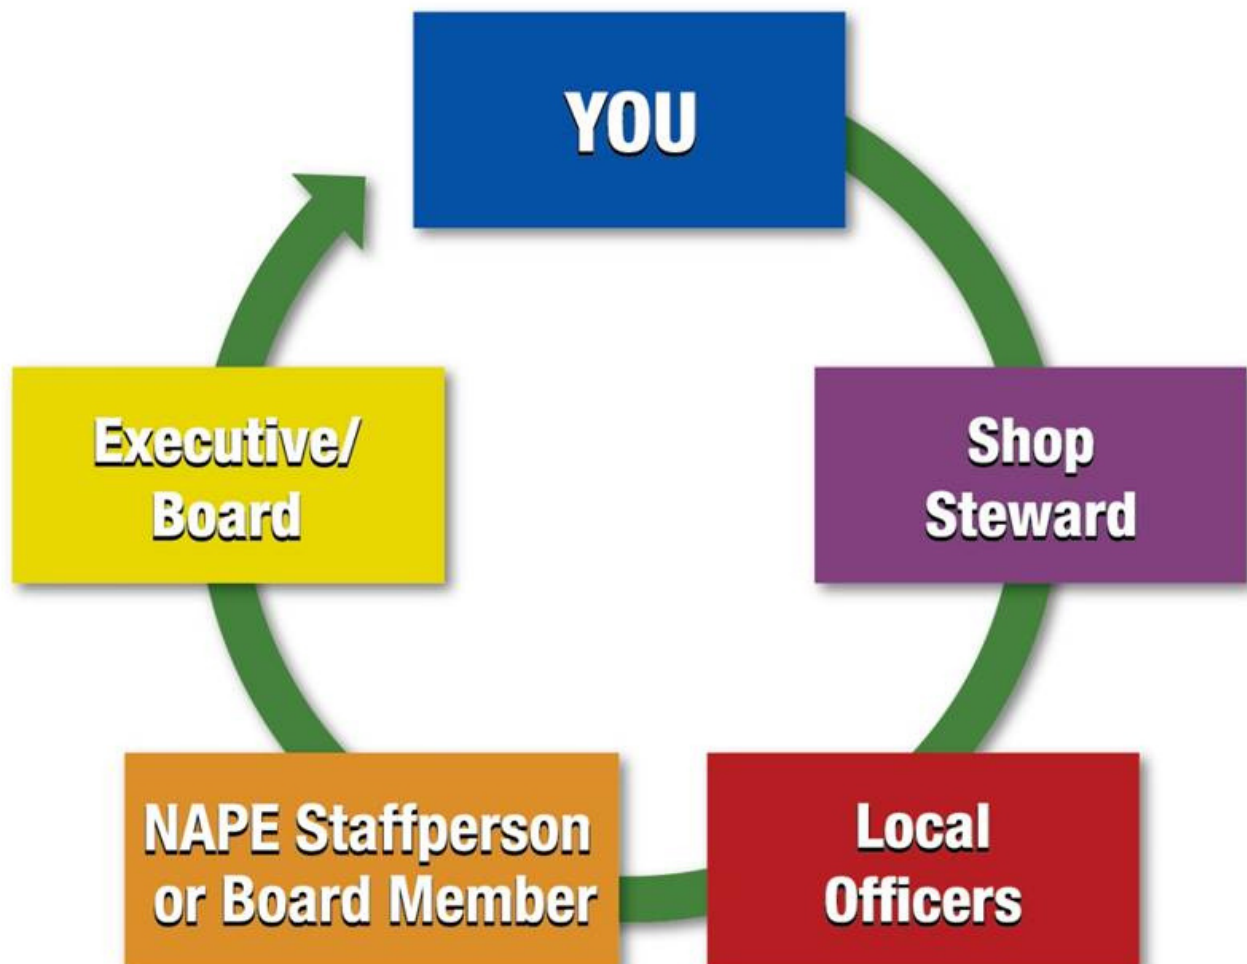 YOU
Shop
Steward
Local
Officers
NAPE Staffperson
or Board Member
Executive/
Board